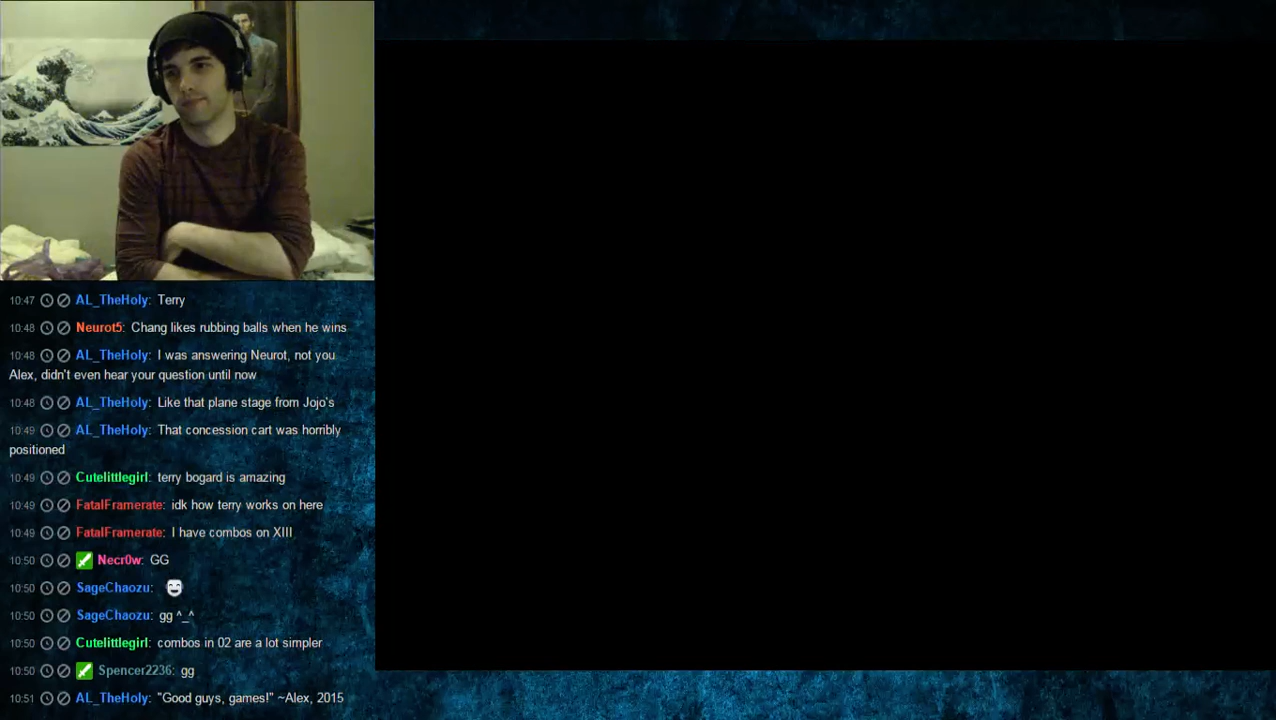 10:47 AL_TheHoly: Terry
10:48 Neurot5: Chang likes rubbing balls when he wins
10:48 AL_TheHoly: I was answering Neurot, not you
Alex, didn't even hear your question until now
10:48 AL_TheHoly: Like that plane stage from Jojo's
10:49 AL_TheHoly: That concession cart was horribly
positioned
10:49 Cutelittlegirl: terry bogard is amazing
10:49 FatalFramerate: idk how terry works on here
10:49 FatalFramerate: I have combos on XIII
10:50 Necr0w: GG
10:50 SageChaozu:
10:50 SageChaozu: gg ^_^
10:50 Cutelittlegirl: combos in 02 are a lot simpler
10:50 Spencer2236: gg
10:51 AL_TheHoly: "Good guys, games!" ~Alex, 2015